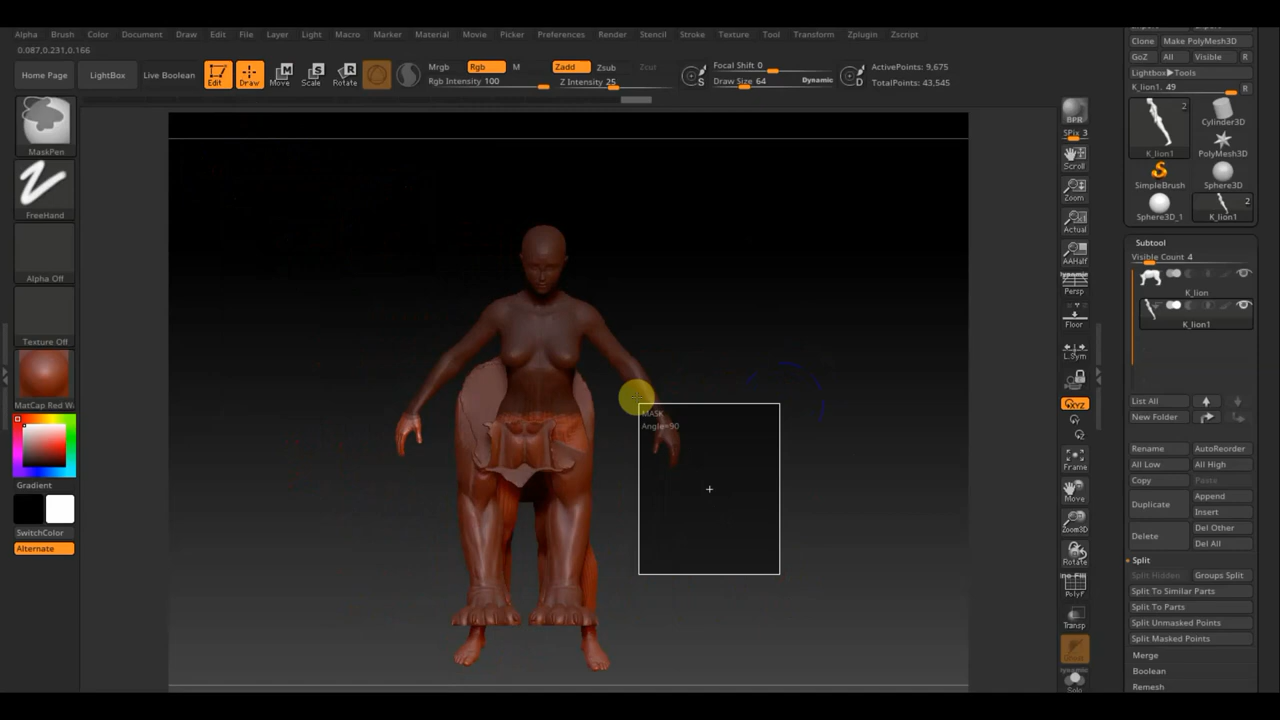 Alpha Brush Color Document Draw Edit File Layer Light Macro Marker Material Movie Picker Preferences Render Stencil Stroke Texture Tool Transform Zplugin Zscript
0.087,0.231,0.166
Home Page LightBox Live Boolean Edit Draw Move Scale Rotate
Mrgb Rgb M
Rgb Intensity 100
Zadd Zsub Zcut
Z Intensity 25
S
Focal Shift 0
Draw Size 64 Dynamic
D
ActivePoints: 9,675
TotalPoints: 43,545
MaskPen
FreeHand
Alpha Off
Texture Off
MatCap Red W
Gradient
SwitchColor
Alternate
MASK
Angle=90
BPR
SPix 3
Scroll
Zoom
Actual
AAHalf
Persp
Floor
L.Sym
XYZ
Y
Z
Frame
Move
Zoom3D
Rotate
PolyF
Transp
Ghost
Solo
Clone Make PolyMesh3D
GoZ All Visible R
Lightbox▶Tools
K_lion1. 49 R
2
K_lion1
Cylinder3D
PolyMesh3D
SimpleBrush
Sphere3D
Sphere3D_1
2
K_lion1
Subtool
Visible Count 4
K_lion
K_lion1
List All
New Folder
Rename AutoReorder
All Low All High
Copy Paste
Duplicate Append
Insert
Delete Del Other
Del All
Split
Split Hidden Groups Split
Split To Similar Parts
Split To Parts
Split Unmasked Points
Split Masked Points
Merge
Boolean
Remesh